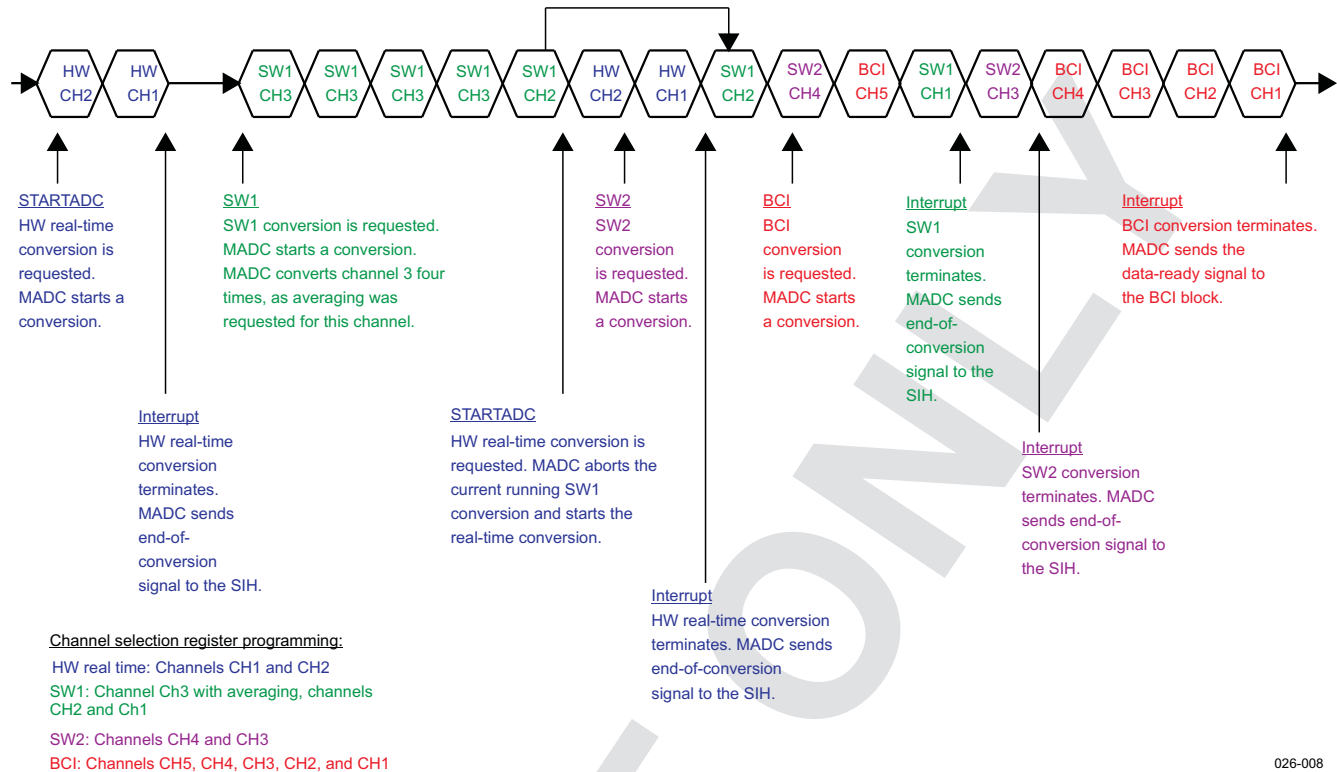 HW HW SW1 SW1 SW1 SW1 SW1 HW HW SW1 SW2 BCI SW1 SW2 BCI BCI BCI BCI
CH2 CH1 CH3 CH3 CH3 CH3 CH2 CH2 CH1 CH2 CH4 CH5 CH1 CH3 CH4 CH3 CH2 CH1
STARTADC
HW real-time
conversion is
requested.
MADC starts a
conversion.
SW1
SW1 conversion is requested.
MADC starts a conversion.
MADC converts channel 3 four
times, as averaging was
requested for this channel.
SW2
SW2
conversion
is requested.
MADC starts
a conversion.
BCI
BCI
conversion
is requested.
MADC starts
a conversion.
Interrupt
SW1
conversion
terminates.
MADC sends
end-of-
conversion
signal to the
SIH.
Interrupt
BCI conversion terminates.
MADC sends the
data-ready signal to
the BCI block.
Interrupt
HW real-time
conversion
terminates.
MADC sends
end-of-
conversion
signal to the SIH.
STARTADC
HW real-time conversion is
requested. MADC aborts the
current running SW1
conversion and starts the
real-time conversion.
Interrupt
SW2 conversion
terminates. MADC
sends end-of-
conversion signal to
the SIH.
Interrupt
HW real-time conversion
terminates. MADC sends
end-of-conversion
signal to the SIH.
Channel selection register programming:
HW real time: Channels CH1 and CH2
SW1: Channel Ch3 with averaging, channels
CH2 and Ch1
SW2: Channels CH4 and CH3
BCI: Channels CH5, CH4, CH3, CH2, and CH1
026-008
ONLY